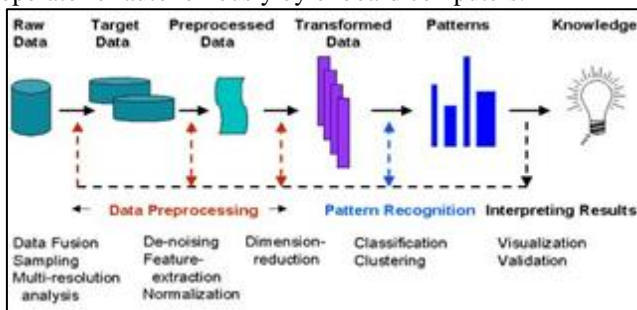 Raw Target Preprocessed Transformed Patterns Knowledge
Data Data Data Data
Data Preprocessing Pattern Recognition Interpreting Results
Data Fusion De-noising Dimension- Classification Visualization
Sampling Feature- reduction Clustering Validation
Multi-resolution extraction
analysis Normalization